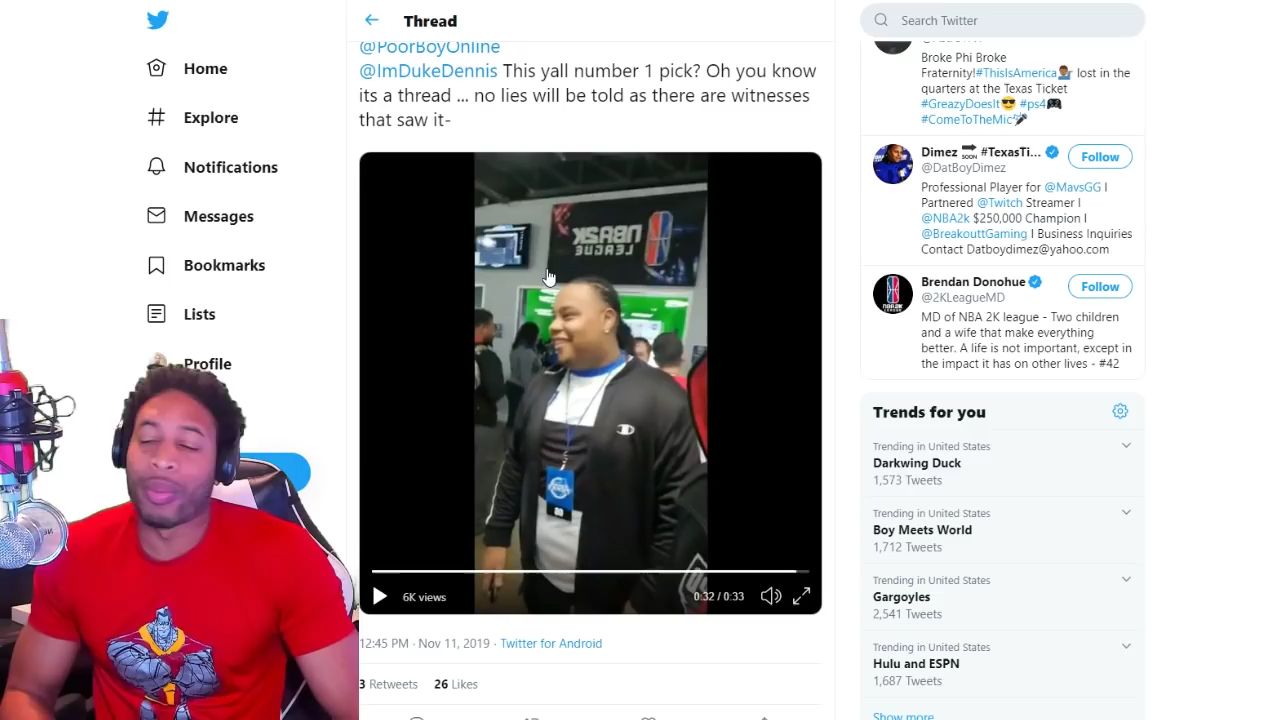 Thread
Search Twitter
Home
Explore
Notifications
Messages
Bookmarks
Lists
Profile
@PoorBoyOnline
@ImDukeDennis This yall number 1 pick? Oh you know
its a thread ... no lies will be told as there are witnesses
that saw it-
NBA2K
LEAGUE
6K views
0:32 / 0:33
12:45 PM · Nov 11, 2019 · Twitter for Android
3 Retweets 26 Likes
Broke Phi Broke
Fraternity!#ThisIsAmerica💁🏾‍♂️ lost in the
quarters at the Texas Ticket
#GreazyDoesIt😎 #ps4🎮
#ComeToTheMic🎤
Dimez 🔜 #TexasTi...
@DatBoyDimez
Follow
Professional Player for @MavsGG l
Partnered @Twitch Streamer l
@NBA2k $250,000 Champion l
@BreakouttGaming l Business Inquiries
Contact Datboydimez@yahoo.com
Brendan Donohue
@2KLeagueMD
Follow
MD of NBA 2K league - Two children
and a wife that make everything
better. A life is not important, except in
the impact it has on other lives - #42
Trends for you
Trending in United States
Darkwing Duck
1,573 Tweets
Trending in United States
Boy Meets World
1,712 Tweets
Trending in United States
Gargoyles
2,541 Tweets
Trending in United States
Hulu and ESPN
1,687 Tweets
Show more